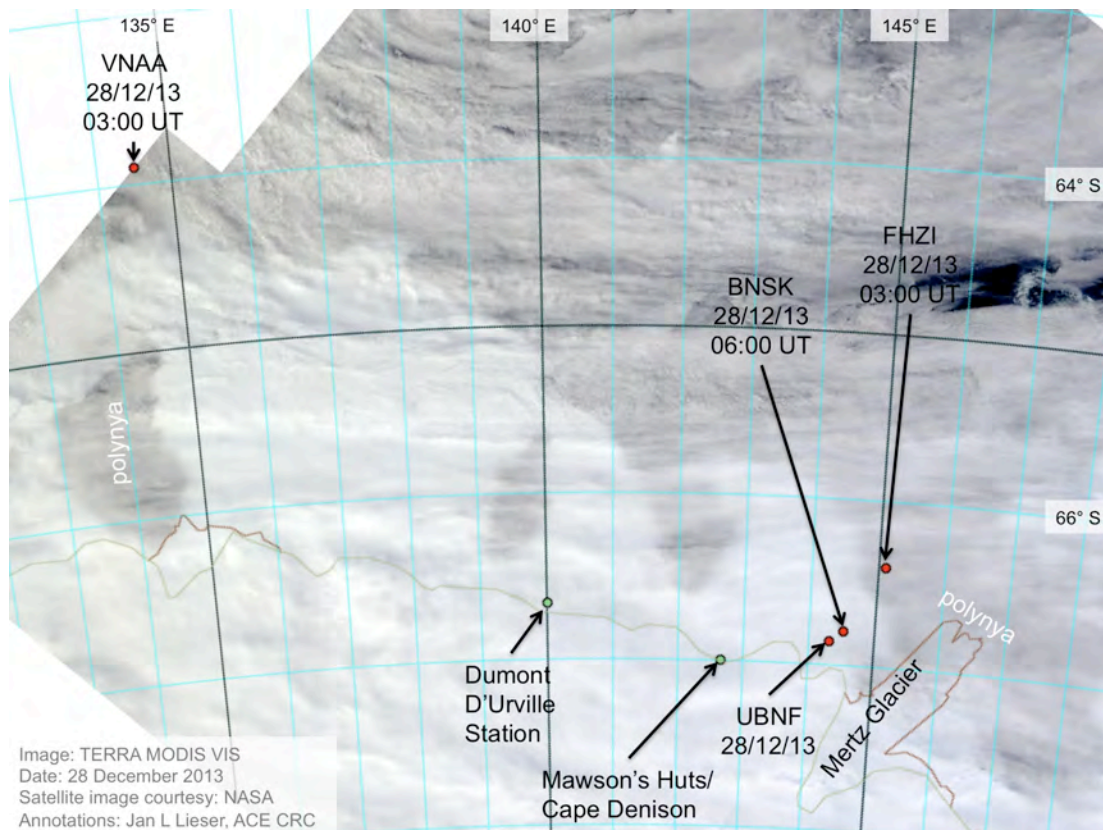 135° E
140° E
145° E
VNAA
28/12/13
03:00 UT
64° S
FHZI
28/12/13
03:00 UT
BNSK
28/12/13
06:00 UT
polynya
66° S
polynya
Dumont
D'Urville
Station
UBNF
28/12/13
Mertz Glacier
Mawson's Huts/
Cape Denison
Image: TERRA MODIS VIS
Date: 28 December 2013
Satellite image courtesy: NASA
Annotations: Jan L Lieser, ACE CRC